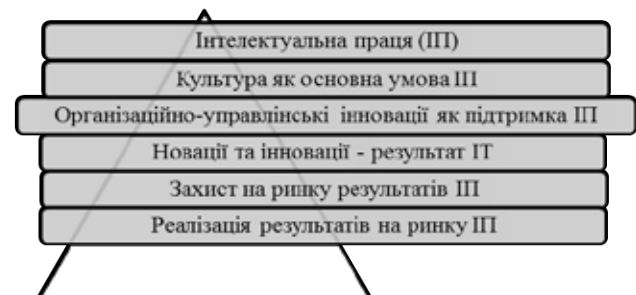 Інтелектуальна праця (ІП)
Культура як основна умова ІП
Організаційно-управлінські інновації як підтримка ІП
Новації та інновації - результат ІТ
Захист на ринку результатів ІП
Реалізація результатів на ринку ІП